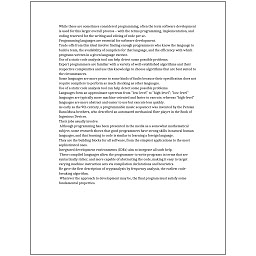 While these are sometimes considered programming, often the term software development
is used for this larger overall process – with the terms programming, implementation, and
coding reserved for the writing and editing of code per se.
Programming languages are essential for software development.
Trade-offs from this ideal involve finding enough programmers who know the language to
build a team, the availability of compilers for that language, and the efficiency with which
programs written in a given language execute.
Use of a static code analysis tool can help detect some possible problems.
Expert programmers are familiar with a variety of well-established algorithms and their
respective complexities and use this knowledge to choose algorithms that are best suited to
the circumstances.
Some languages are more prone to some kinds of faults because their specification does not
require compilers to perform as much checking as other languages.
Use of a static code analysis tool can help detect some possible problems.
Languages form an approximate spectrum from "low-level" to "high-level"; "low-level"
languages are typically more machine-oriented and faster to execute, whereas "high-level"
languages are more abstract and easier to use but execute less quickly.
As early as the 9th century, a programmable music sequencer was invented by the Persian
Banu Musa brothers, who described an automated mechanical flute player in the Book of
Ingenious Devices.
Their jobs usually involve:
Although programming has been presented in the media as a somewhat mathematical
subject, some research shows that good programmers have strong skills in natural human
languages, and that learning to code is similar to learning a foreign language.
They are the building blocks for all software, from the simplest applications to the most
sophisticated ones.
Integrated development environments (IDEs) aim to integrate all such help.
These compiled languages allow the programmer to write programs in terms that are
syntactically richer, and more capable of abstracting the code, making it easy to target
varying machine instruction sets via compilation declarations and heuristics.
He gave the first description of cryptanalysis by frequency analysis, the earliest code-
breaking algorithm.
Whatever the approach to development may be, the final program must satisfy some
fundamental properties.